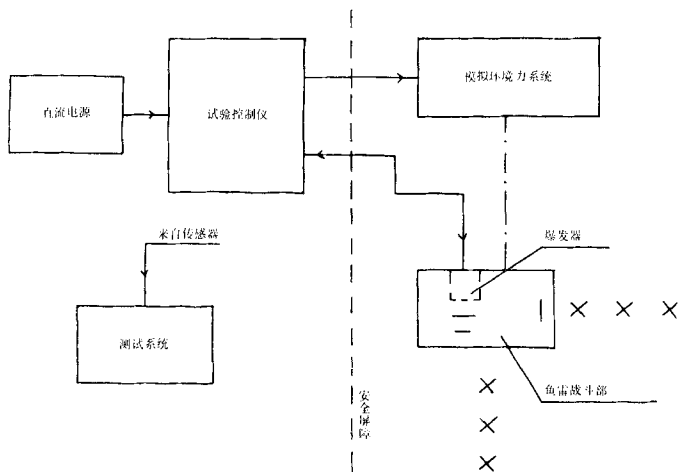 直流电源
试验控制仪
模拟环境力系统
来自传感器
爆发器
测试系统
鱼雷战斗部
安全屏障